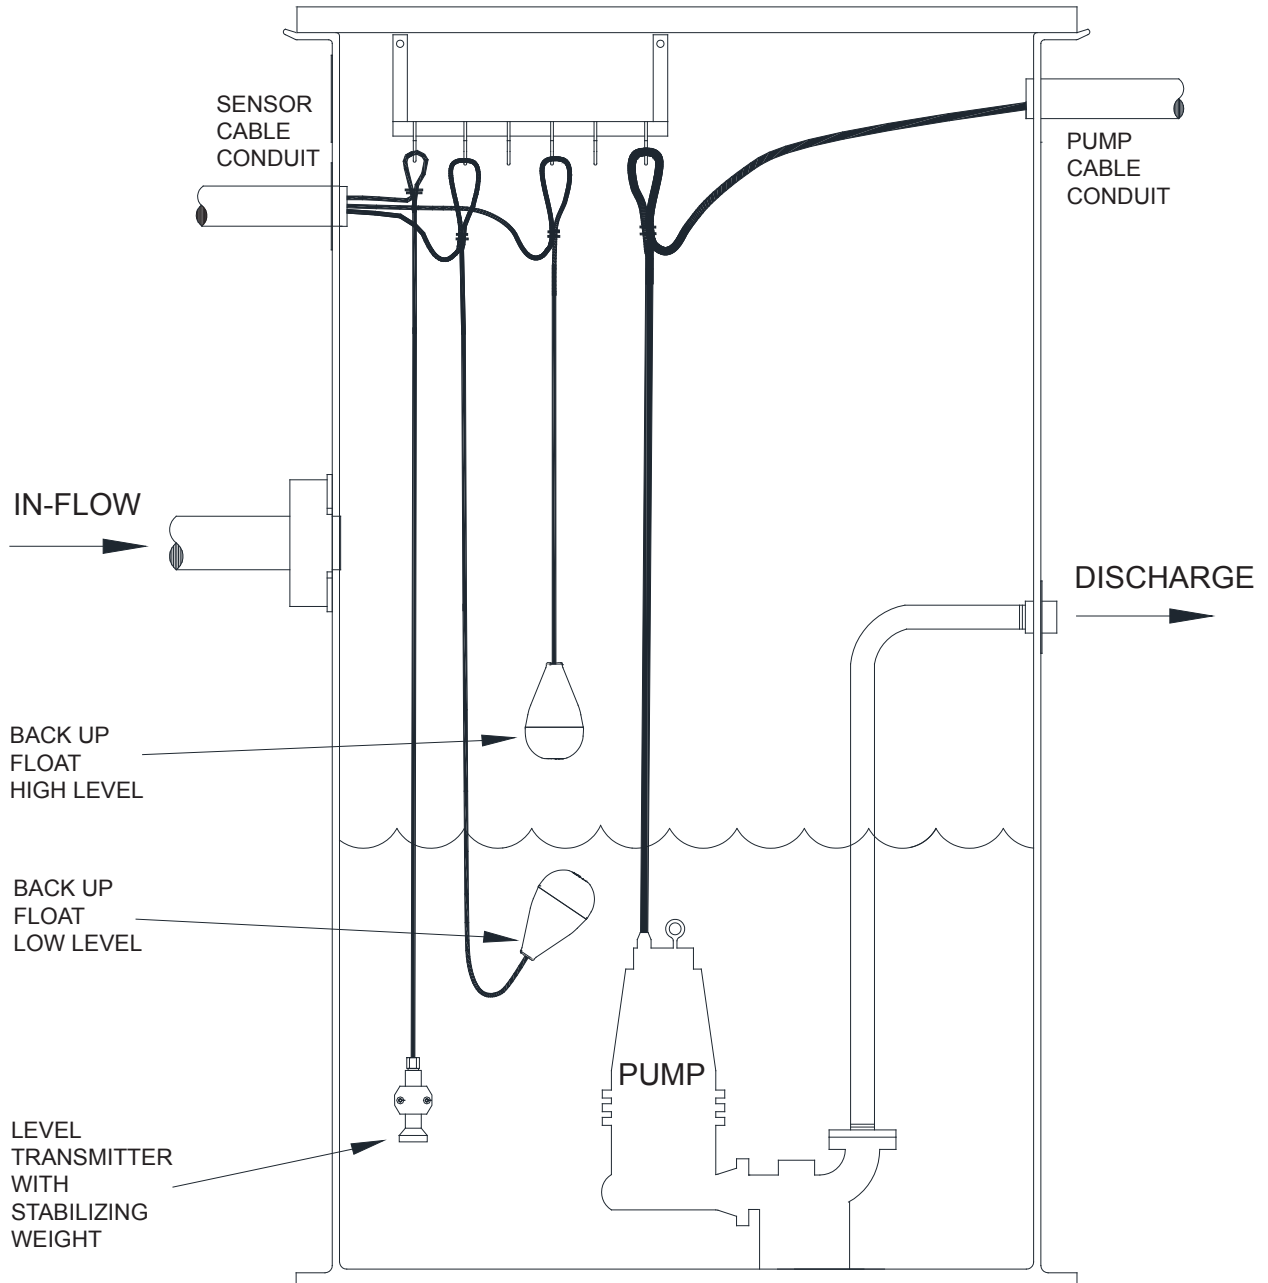 SENSOR
CABLE
CONDUIT
PUMP
CABLE
CONDUIT
IN-FLOW
DISCHARGE
BACK UP
FLOAT
HIGH LEVEL
BACK UP
FLOAT
LOW LEVEL
PUMP
LEVEL
TRANSMITTER
WITH
STABILIZING
WEIGHT